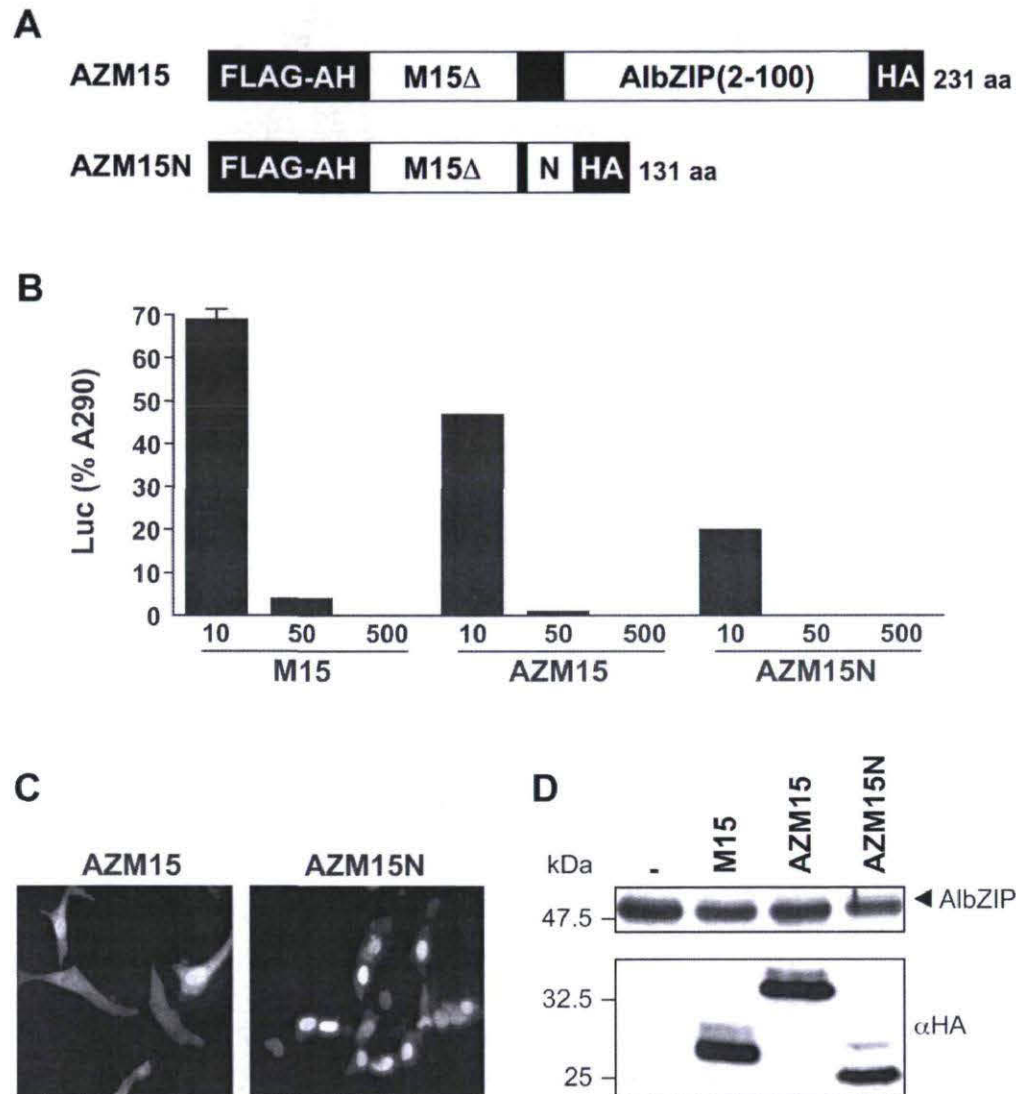 A
AZM15 FLAG-AH M15Δ AlbZIP(2-100) HA 231 aa
AZM15N FLAG-AH M15Δ N HA 131 aa
B
Luc (% A290)
70
60
50
40
30
20
10
0
10 50 500 10 50 500 10 50 500
M15 AZM15 AZM15N
C
AZM15 AZM15N
D
kDa - M15 AZM15 AZM15N
47.5 AlbZIP
32.5
αHA
25